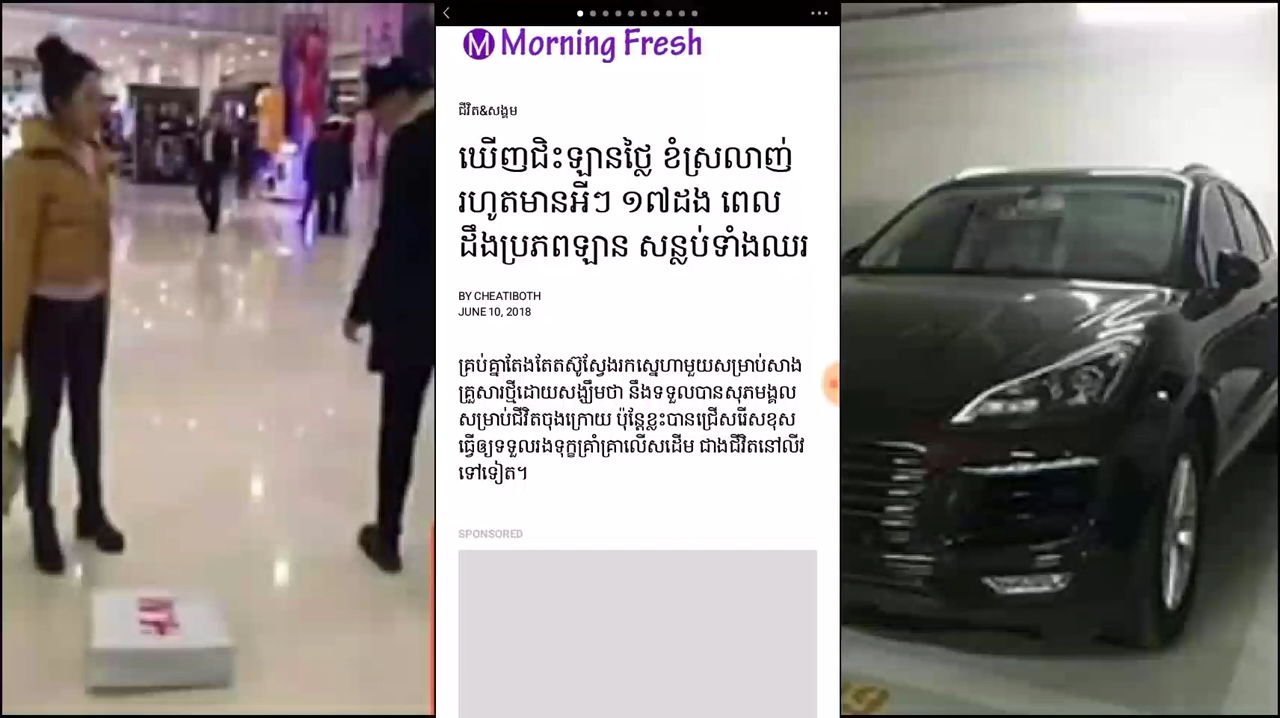 Morning Fresh
ជីវិត&សង្គម
ឃើញជិះឡានថ្លៃ ខំស្រលាញ់
រហូតមានអីៗ ១៧ដង ពេល
ដឹងប្រភពឡាន សន្លប់ទាំងឈរ
BY CHEATIBOTH
JUNE 10, 2018
គ្រប់គ្នាតែងតែតស៊ូស្វែងរកស្នេហាមួយសម្រាប់សាង
គ្រួសារថ្មីដោយសង្ឃឹមថា នឹងទទួលបានសុភមង្គល
សម្រាប់ជីវិតចុងក្រោយ ប៉ុន្តែខ្លះបានជ្រើសរើសខុស
ធ្វើឲ្យទទួលរងទុក្ខគ្រាំគ្រាលើសដើម ជាងជីវិតនៅលីវ
ទៅទៀត។
SPONSORED